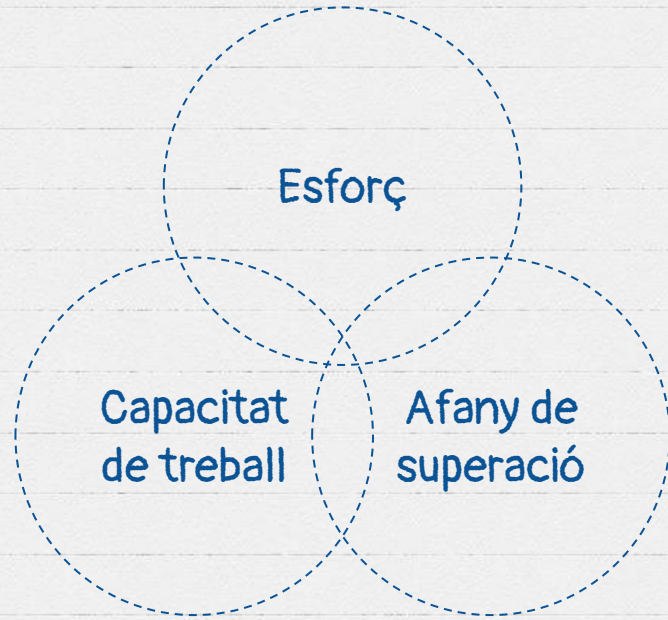 Esforç
Capacitat
de treball
Afany de
superació